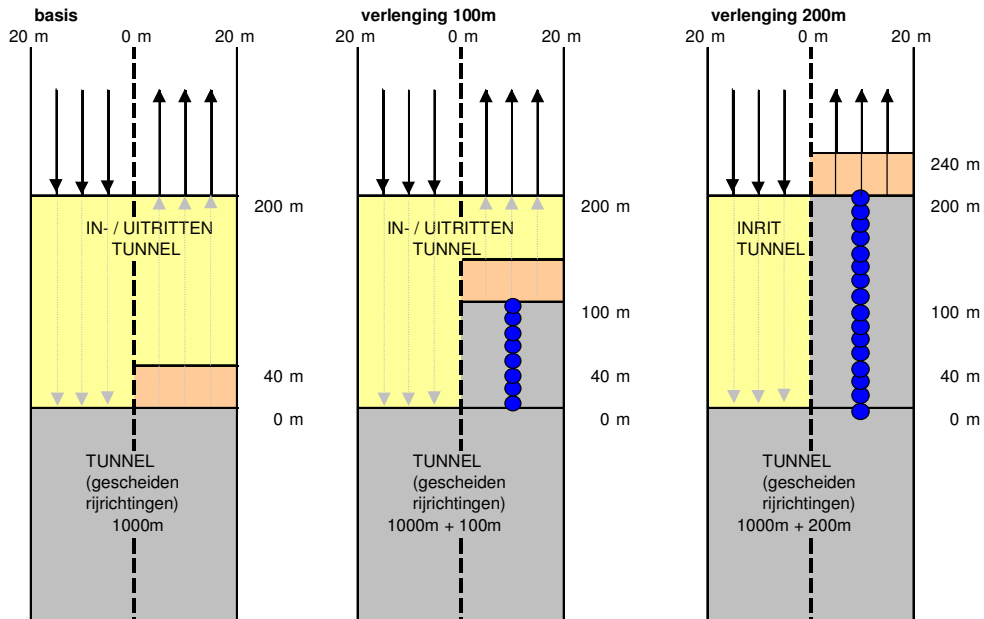 basis
20 m 0 m 20 m
200 m
IN- / UITRITTEN
TUNNEL
40 m
0 m
TUNNEL
(gescheiden
rijrichtingen)
1000m
verlenging 100m
20 m 0 m 20 m
200 m
IN- / UITRITTEN
TUNNEL
100 m
40 m
0 m
TUNNEL
(gescheiden
rijrichtingen)
1000m + 100m
verlenging 200m
20 m 0 m 20 m
240 m
200 m
INRIT
TUNNEL
100 m
40 m
0 m
TUNNEL
(gescheiden
rijrichtingen)
1000m + 200m